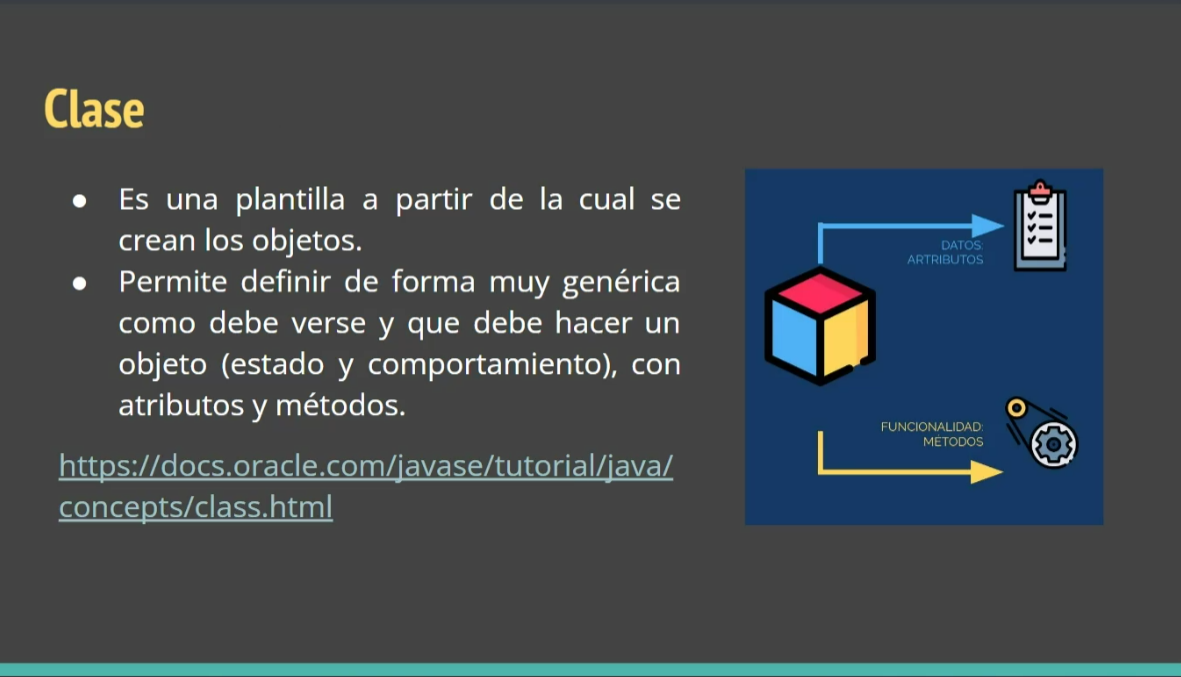 Clase
● Es una plantilla a partir de la cual se
crean los objetos.
● Permite definir de forma muy genérica
como debe verse y que debe hacer un
objeto (estado y comportamiento), con
atributos y métodos.
https://docs.oracle.com/javase/tutorial/java/
concepts/class.html
DATOS:
ARTRIBUTOS
FUNCIONALIDAD:
MÉTODOS